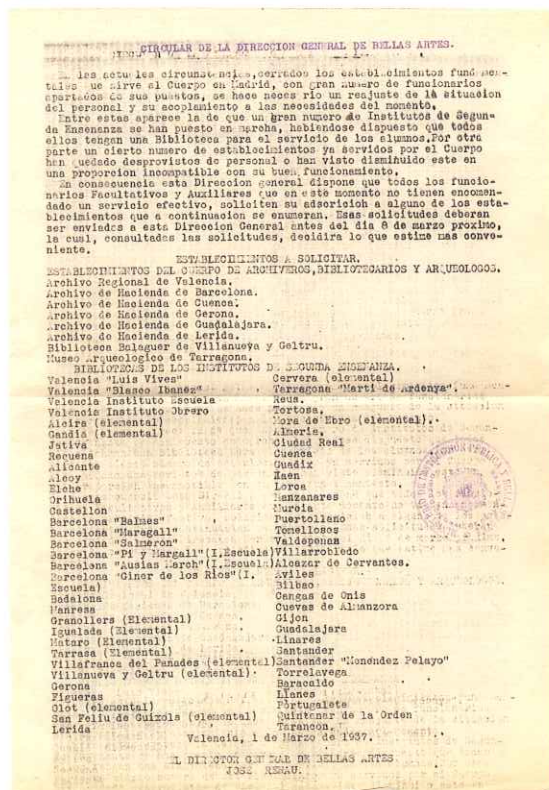 CIRCULAR DE LA DIRECCION GENERAL DE BELLAS ARTES.
En las actuales circunstancias, cerrados los establecimientos fundamen-
tales que sirve al Cuerpo en Madrid, con gran numero de funcionarios
apartados de sus puestos, se hace necesario un reajuste de la situacion
del personal y su acoplamiento a las necesidades del momento.
Entre estas aparece la de que un gran numero de Institutos de Segun-
da Ensenanza se han puesto en marcha, habiendose dispuesto que todos
ellos tengan una Biblioteca para el servicio de los alumnos. Por otra
parte un cierto numero de establecimientos ya servidos por el Cuerpo
han quedado desprovistos de personal o han visto dismihuido este en
una proporcion incompatible con su buen funcionamiento.
En consecuencia esta Direccion general dispone que todos los funcio-
narios Facultativos y Auxiliares que en este momento no tienen encomen-
dado un servicio efectivo, soliciten su adscricion a alguno de los esta-
blecimientos que a continuacion se enumeran. Esas solicitudes deberan
ser enviadas a esta Direccion General antes del dia 8 de marzo proximo,
la cual, consultadas las solicitudes, decidira lo que estime mas conve-
niente.
ESTABLECIMIENTOS A SOLICITAR.
ESTABLECIMIENTOS DEL CUERPO DE ARCHIVEROS, BIBLIOTECARIOS Y ARQUEOLOGOS.
Archivo Regional de Valencia.
Archivo de Hacienda de Barcelona.
Archivo de Hacienda de Cuenca.
Archivo de Hacienda de Gerona.
Archivo de Hacienda de Guadalajara.
Archivo de Hacienda de Lerida.
Biblioteca Balaguer de Villanueva y Geltru.
Museo Arqueologico de Tarragona.
BIBLIOTECAS DE LOS INSTITUTOS DE SEGUNDA ENSEÑANZA.
Valencia "Luis Vives"
Valencia "Blasco Ibañez"
Valencia Instituto Escuela
Valencia Instituto Obrero
Alcira (elemental)
Gandia (elemental)
Jativa
Requena
Alicante
Alcoy
Elche
Orihuela
Castellon
Barcelona "Balmes"
Barcelona "Maragall"
Barcelona "Salmeron"
Barcelona "Pi y Margall"(I.Escuela)
Barcelona "Ausias March"(I.Escuela)
Barcelona "Giner de los Rios"(I.
Escuela)
Badalona
Manresa
Granollers (Elemental)
Igualada (Elemental)
Mataro (Elemental)
Tarrasa (Elemental)
Villafranca del Panades (elemental)
Villanueva y Geltru (elemental)
Gerona
Figueras
Olot (elemental)
San Feliu de Guixols (elemental)
Lerida
Cervera (elemental)
Tarragona "Marti de Ardenya".
Reus.
Tortosa.
Mora de Ebro (elemental).
Almeria.
Ciudad Real
Cuenca
Guadix
Jaen
Lorca
Manzanares
Murcia
Puertollano
Tomellosos
Valdepeñas
Villarrobledo
Alcazar de Cervantes.
Aviles
Bilbao
Cangas de Onis
Cuevas de Almanzora
Gijon
Guadalajara
Linares
Santander
Santander "Menendez Pelayo"
Torrelavega
Baracaldo
Llanes
Portugalete
Quintanar de la Orden
Tarancon.
Valencia, 1 de Marzo de 1937.
EL DIRECTOR GENERAL DE BELLAS ARTES
JOSE RENAU.